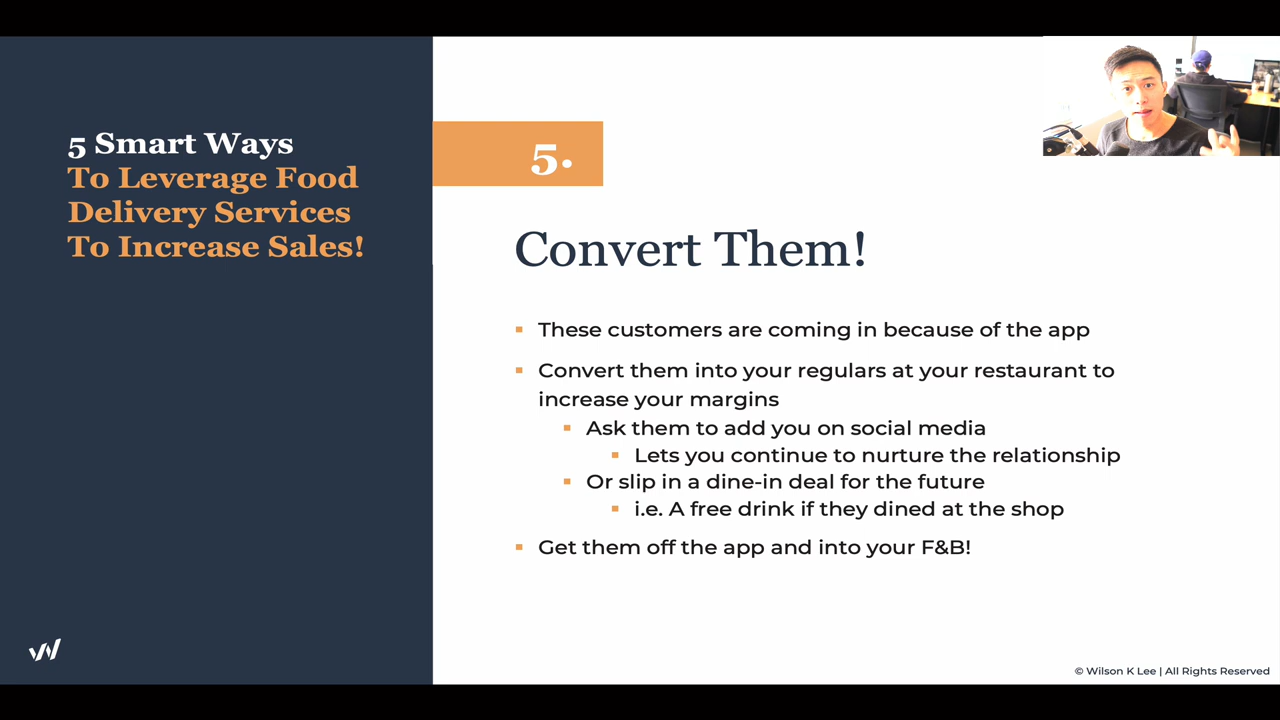 5 Smart Ways
To Leverage Food
Delivery Services
To Increase Sales!
5.
Convert Them!
These customers are coming in because of the app
Convert them into your regulars at your restaurant to
increase your margins
Ask them to add you on social media
Lets you continue to nurture the relationship
Or slip in a dine-in deal for the future
i.e. A free drink if they dined at the shop
Get them off the app and into your F&B!
© Wilson K Lee | All Rights Reserved